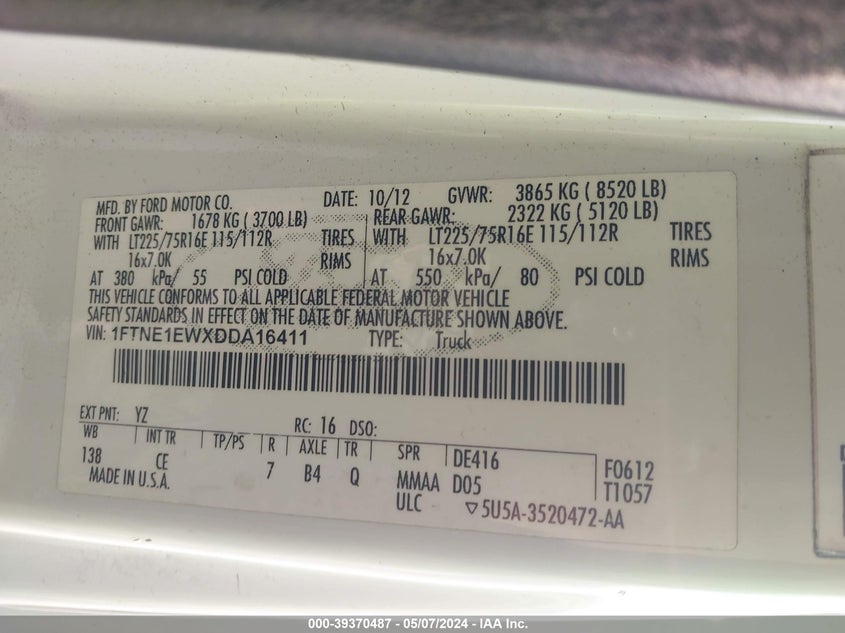 MFD. BY FORD MOTOR CO. DATE: 10/12 GVWR: 3865 KG ( 8520 LB)
FRONT GAWR: 1678 KG ( 3700 LB) REAR GAWR: 2322 KG ( 5120 LB)
WITH LT225/75R16E 115/112R TIRES WITH LT225/75R16E 115/112R TIRES
16x7.0K RIMS 16x7.0K RIMS
AT 380 kPa/ 55 PSI COLD AT 550 kPa/ 80 PSI COLD
THIS VEHICLE CONFORMS TO ALL APPLICABLE FEDERAL MOTOR VEHICLE
SAFETY STANDARDS IN EFFECT ON THE DATE OF MANUFACTURE SHOWN ABOVE.
VIN: 1FTNE1EWXDDA16411 TYPE: Truck
EXT PNT: YZ RC: 16 DSO:
WB INT TR TP/PS R AXLE TR SPR DE416 F0612
138 CE 7 B4 Q MMAA D05 T1057
MADE IN U.S.A. ULC ▽5U5A-3520472-AA
000-39370487 - 05/07/2024 - IAA Inc.